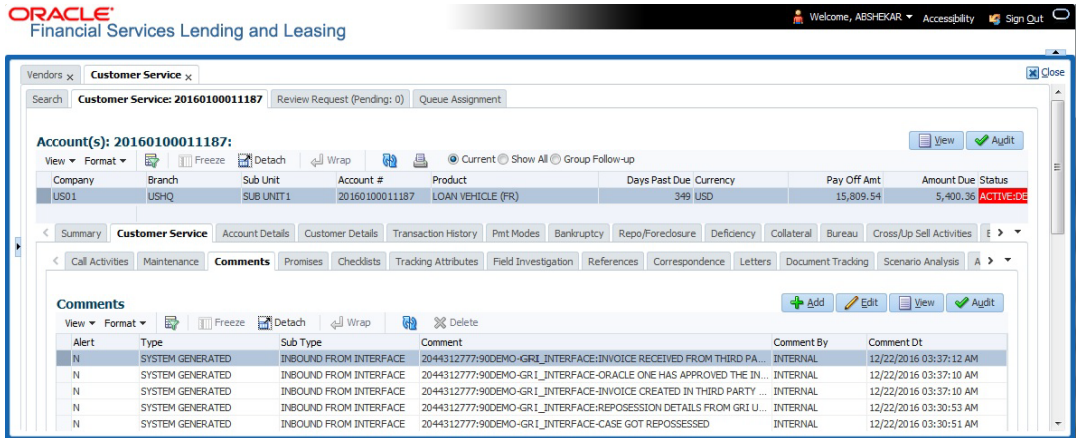 ORACLE
Financial Services Lending and Leasing
Welcome, ABSHEKAR Accessibility Sign Out
Vendors x Customer Service x Close
Search Customer Service: 20160100011187 Review Request (Pending: 0) Queue Assignment
Account(s): 20160100011187: View Audit
View Format Freeze Detach Wrap Current Show All Group Follow-up
Company Branch Sub Unit Account # Product Days Past Due Currency Pay Off Amt Amount Due Status
US01 USHQ SUB UNIT1 20160100011187 LOAN VEHICLE (FR) 349 USD 15,809.54 5,400.36 ACTIVE:DE
Summary Customer Service Account Details Customer Details Transaction History Pmt Modes Bankruptcy Repo/Foreclosure Deficiency Collateral Bureau Cross/Up Sell Activities
Call Activities Maintenance Comments Promises Checklists Tracking Attributes Field Investigation References Correspondence Letters Document Tracking Scenario Analysis A
Comments Add Edit View Audit
View Format Freeze Detach Wrap Delete
Alert Type Sub Type Comment Comment By Comment Dt
N SYSTEM GENERATED INBOUND FROM INTERFACE 2044312777:90DEMO-GRI_INTERFACE:INVOICE RECEIVED FROM THIRD PA... INTERNAL 12/22/2016 03:37:12 AM
N SYSTEM GENERATED INBOUND FROM INTERFACE 2044312777:90DEMO-GRI_INTERFACE-ORACLE ONE HAS APPROVED THE IN... INTERNAL 12/22/2016 03:37:10 AM
N SYSTEM GENERATED INBOUND FROM INTERFACE 2044312777:90DEMO-GRI_INTERFACE-INVOICE CREATED IN THIRD PARTY ... INTERNAL 12/22/2016 03:37:10 AM
N SYSTEM GENERATED INBOUND FROM INTERFACE 2044312777:90DEMO-GRI_INTERFACE:REPOSESSION DETAILS FROM GRI U... INTERNAL 12/22/2016 03:30:53 AM
N SYSTEM GENERATED INBOUND FROM INTERFACE 2044312777:90DEMO-GRI_INTERFACE-CASE GOT REPOSSESSED INTERNAL 12/22/2016 03:30:51 AM